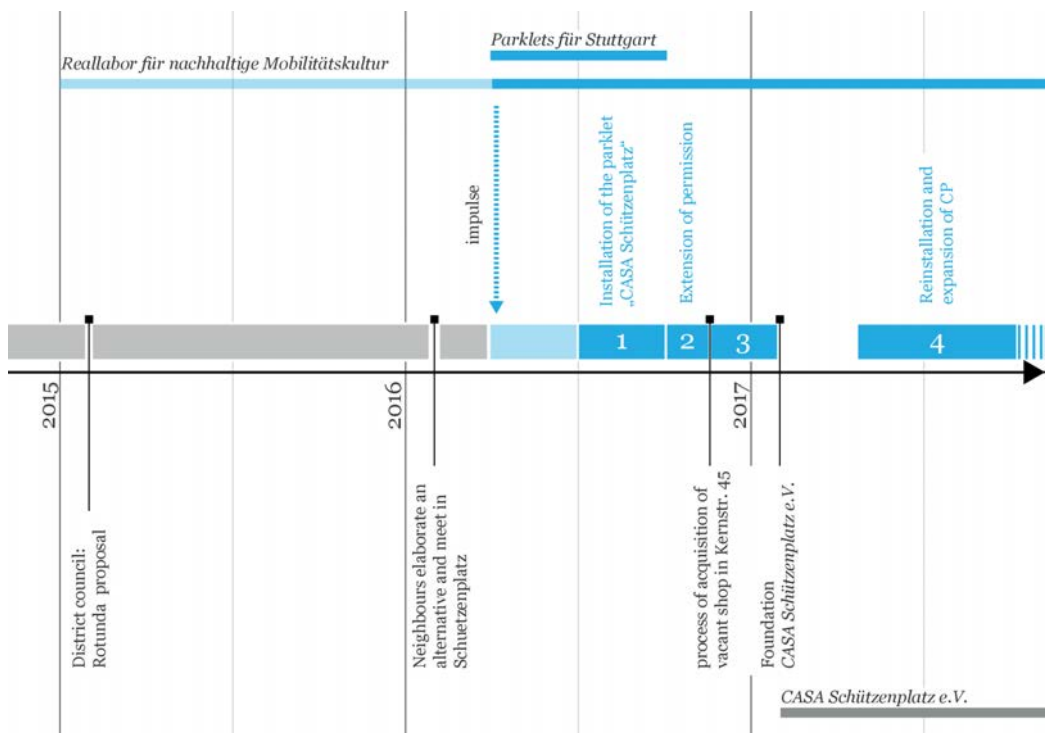 Parklets für Stuttgart
Reallabor für nachhaltige Mobilitätskultur
impulse
Installation of the parklet
„CASA Schützenplatz“
Extension of permission
Reinstallation and
expansion of CP
1
2
3
4
2015
2016
2017
District council:
Rotunda proposal
Neighbours elaborate an
alternative and meet in
Schuetzenplatz
process of acquisition of
vacant shop in Kernstr. 45
Foundation
CASA Schützenplatz e.V.
CASA Schützenplatz e.V.